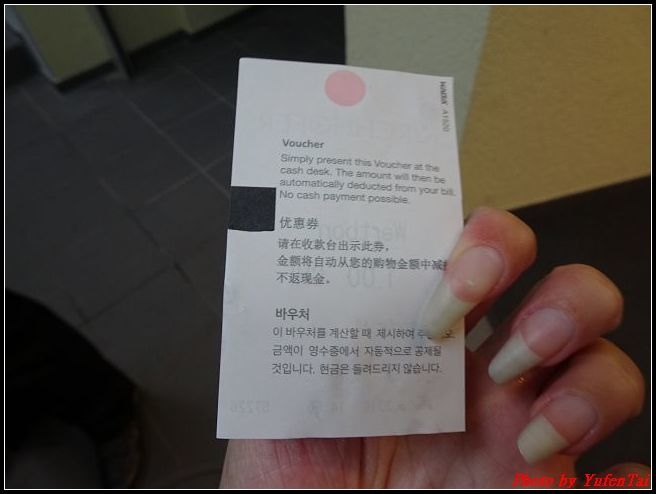 WADUX A1920
Voucher
Simply present this Voucher at the
cash desk. The amount will then be
automatically deducted from your bill.
No cash payment possible.
优惠券
请在收款台出示此券，
金额将自动从您的购物金额中减
不返现金。
바우처
이 바우처를 계산할 때 제시하여
금액이 영수증에서 자동적으로 공제될
것입니다. 현금은 돌려드리지 않습니다.
Photo by YufenTai